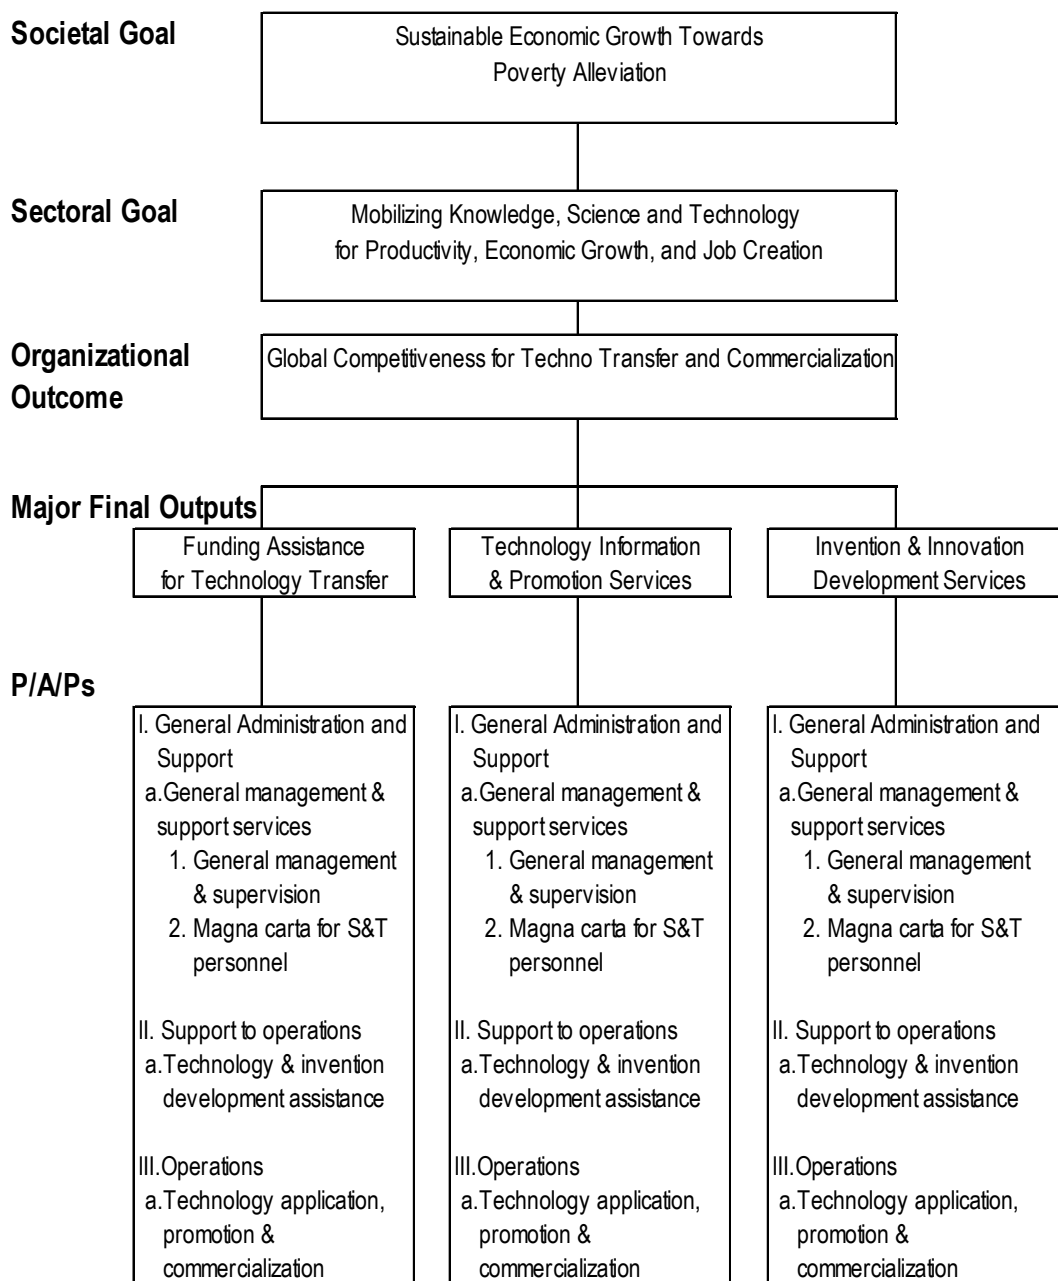 Societal Goal
Sustainable Economic Growth Towards
Poverty Alleviation
Sectoral Goal
Mobilizing Knowledge, Science and Technology
for Productivity, Economic Growth, and Job Creation
Organizational
Outcome
Global Competitiveness for Techno Transfer and Commercialization
Major Final Outputs
Funding Assistance
for Technology Transfer
Technology Information
& Promotion Services
Invention & Innovation
Development Services
P/A/Ps
I. General Administration and
Support
a.General management &
support services
1. General management
& supervision
2. Magna carta for S&T
personnel
II. Support to operations
a.Technology & invention
development assistance
III.Operations
a.Technology application,
promotion &
commercialization
I. General Administration and
Support
a.General management &
support services
1. General management
& supervision
2. Magna carta for S&T
personnel
II. Support to operations
a.Technology & invention
development assistance
III.Operations
a.Technology application,
promotion &
commercialization
I. General Administration and
Support
a.General management &
support services
1. General management
& supervision
2. Magna carta for S&T
personnel
II. Support to operations
a.Technology & invention
development assistance
III.Operations
a.Technology application,
promotion &
commercialization